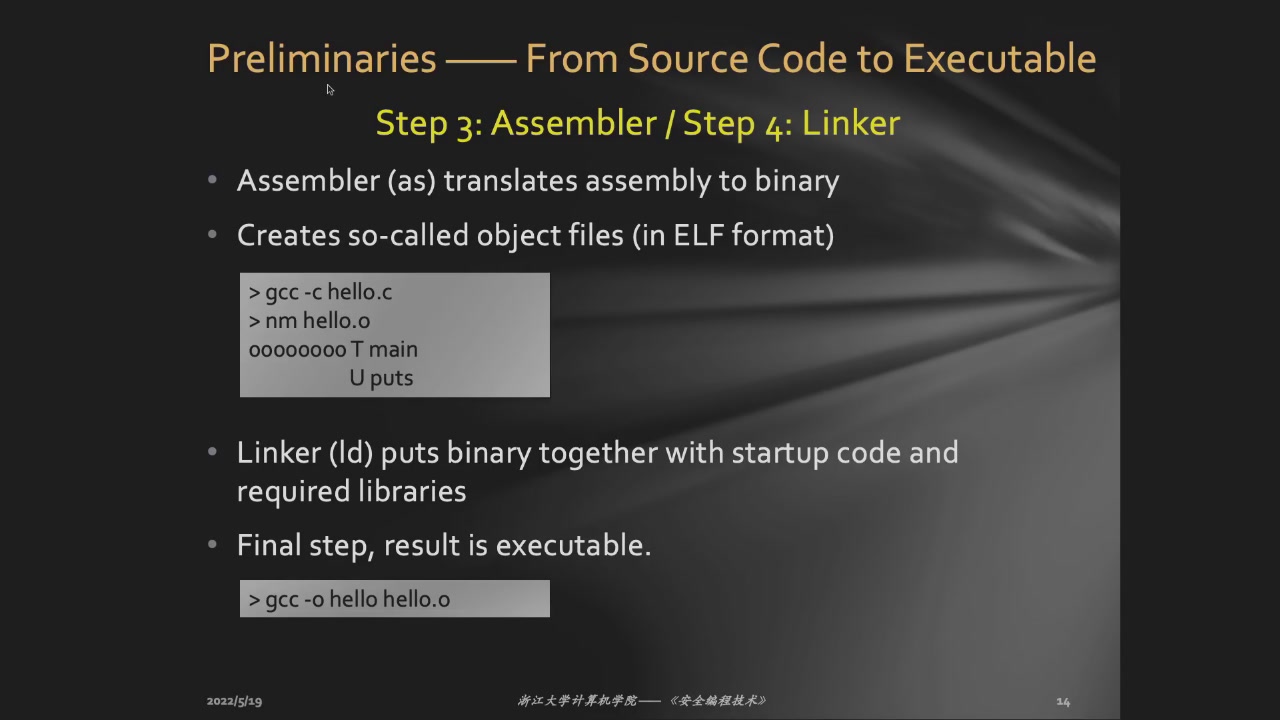 Preliminaries —— From Source Code to Executable
Step 3: Assembler / Step 4: Linker
• Assembler (as) translates assembly to binary
• Creates so-called object files (in ELF format)
> gcc -c hello.c
> nm hello.o
00000000 T main
U puts
• Linker (ld) puts binary together with startup code and
required libraries
• Final step, result is executable.
> gcc -o hello hello.o
2022/5/19
浙江大学计算机学院——《安全编程技术》
14